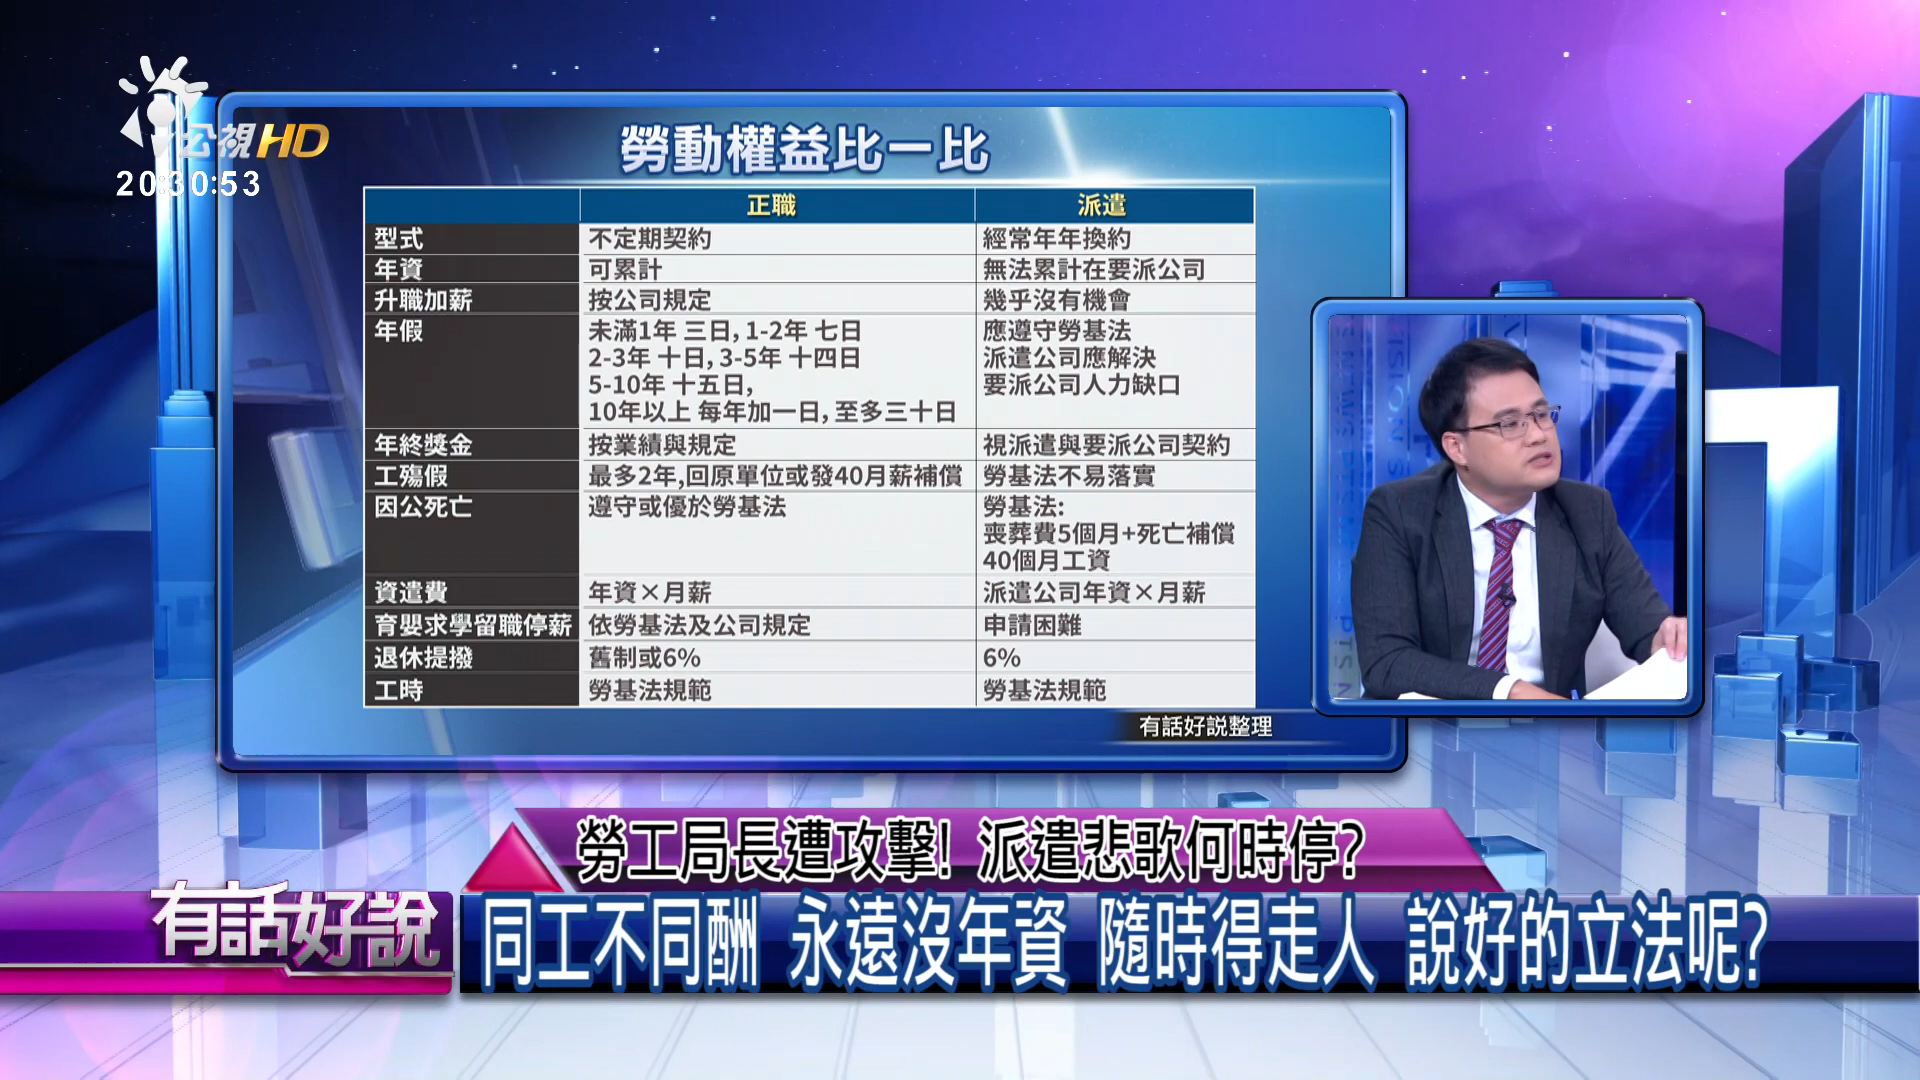 公視HD
20:30:53
勞動權益比一比
正職 派遣
型式 不定期契約 經常年年換約
年資 可累計 無法累計在要派公司
升職加薪 按公司規定 幾乎沒有機會
年假 未滿1年 三日, 1-2年 七日 應遵守勞基法
2-3年 十日, 3-5年 十四日 派遣公司應解決
5-10年 十五日, 要派公司人力缺口
10年以上 每年加一日, 至多三十日
年終獎金 按業績與規定 視派遣與要派公司契約
工殤假 最多2年,回原單位或發40月薪補償 勞基法不易落實
因公死亡 遵守或優於勞基法 勞基法:
喪葬費5個月+死亡補償
40個月工資
資遣費 年資×月薪 派遣公司年資×月薪
育嬰求學留職停薪 依勞基法及公司規定 申請困難
退休提撥 舊制或6% 6%
工時 勞基法規範 勞基法規範
有話好説整理
勞工局長遭攻擊! 派遣悲歌何時停?
有話好說
同工不同酬 永遠沒年資 隨時得走人 說好的立法呢?